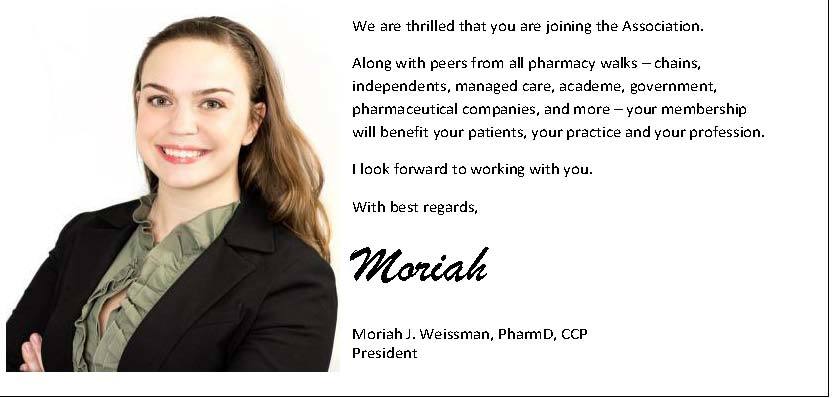 We are thrilled that you are joining the Association.
Along with peers from all pharmacy walks – chains,
independents, managed care, academe, government,
pharmaceutical companies, and more – your membership
will benefit your patients, your practice and your profession.
I look forward to working with you.
With best regards,
Moriah
Moriah J. Weissman, PharmD, CCP
President